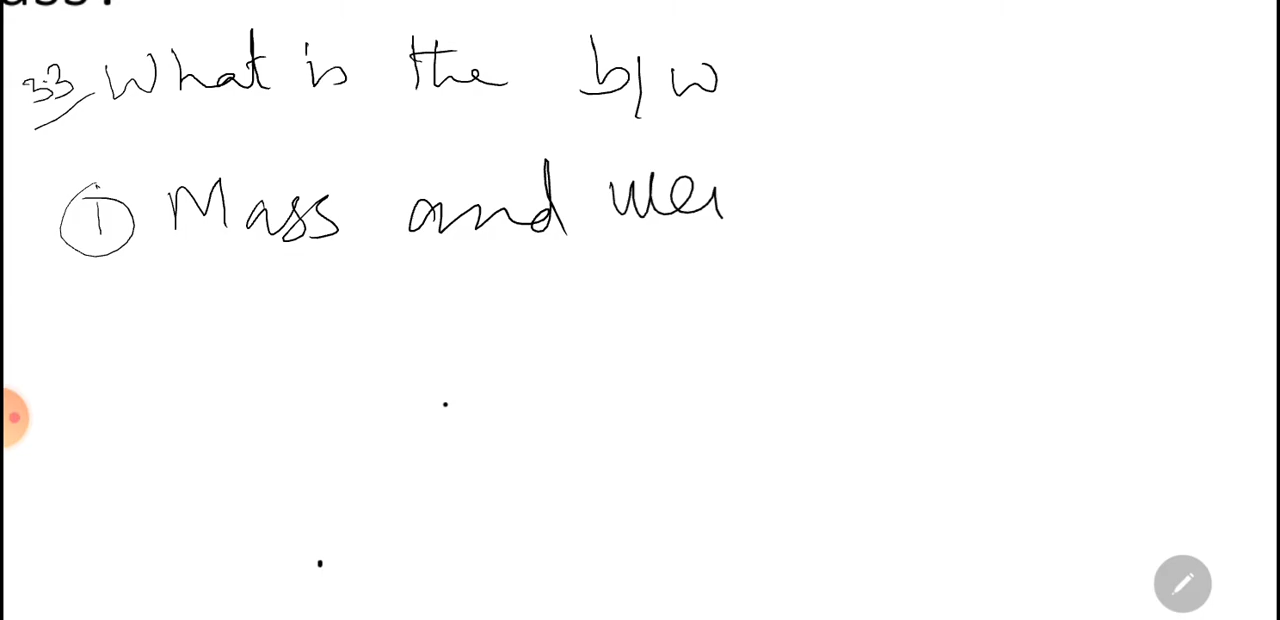 3.3 What is the b/w
① Mass and wei